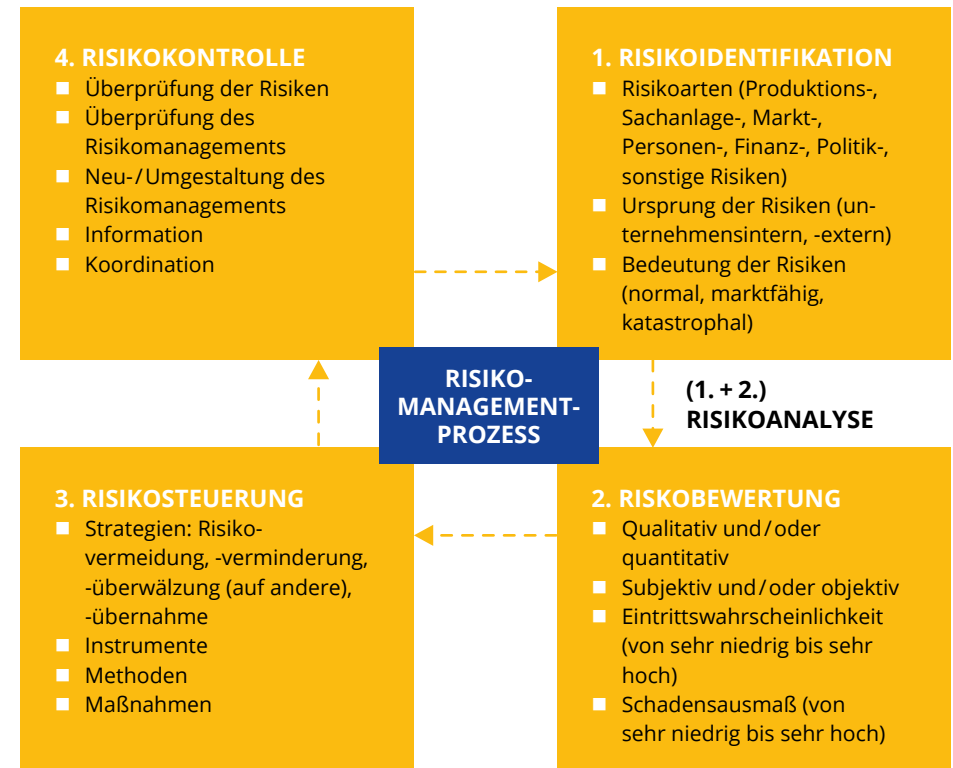 4. RISIKOKONTROLLE
Überprüfung der Risiken
Überprüfung des
Risikomanagements
Neu-/Umgestaltung des
Risikomanagements
Information
Koordination
1. RISIKOIDENTIFIKATION
Risikoarten (Produktions-,
Sachanlage-, Markt-,
Personen-, Finanz-, Politik-,
sonstige Risiken)
Ursprung der Risiken (un-
ternehmensintern, -extern)
Bedeutung der Risiken
(normal, marktfähig,
katastrophal)
RISIKO-
MANAGEMENT-
PROZESS
(1. + 2.)
RISIKOANALYSE
3. RISIKOSTEUERUNG
Strategien: Risiko-
vermeidung, -verminderung,
-überwälzung (auf andere),
-übernahme
Instrumente
Methoden
Maßnahmen
2. RISKOBEWERTUNG
Qualitativ und/oder
quantitativ
Subjektiv und/oder objektiv
Eintrittswahrscheinlichkeit
(von sehr niedrig bis sehr
hoch)
Schadensausmaß (von
sehr niedrig bis sehr hoch)